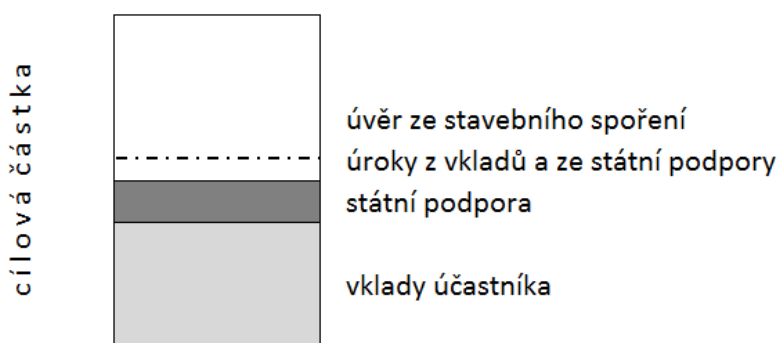 cílová částka
úvěr ze stavebního spoření
úroky z vkladů a ze státní podpory
státní podpora
vklady účastníka